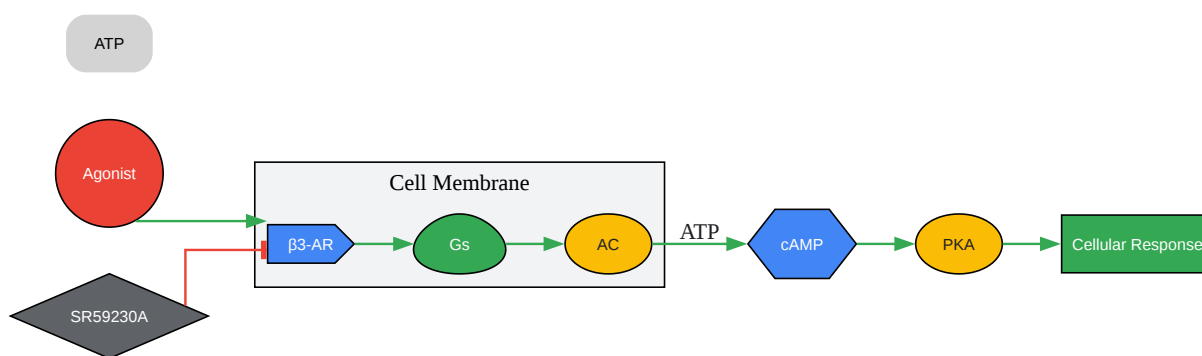 ATP
Agonist
SR59230A
Cell Membrane
β3-AR
Gs
AC
ATP
cAMP
PKA
Cellular Response